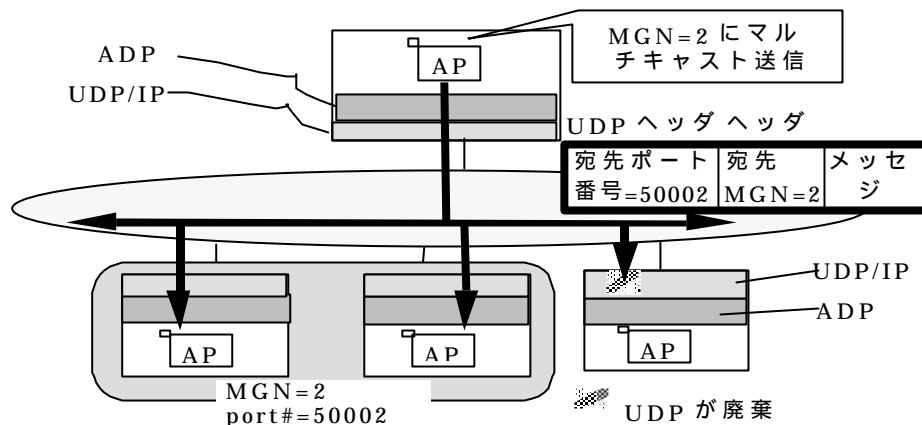 MGN=2 にマル
チキャスト送信
ADP
AP
UDP/IP
UDP ヘッダ ヘッダ
宛先ポート
番号=50002
宛先
MGN=2
メッセ
ジ
UDP/IP
ADP
AP
AP
AP
MGN=2
port#=50002
UDP が廃棄